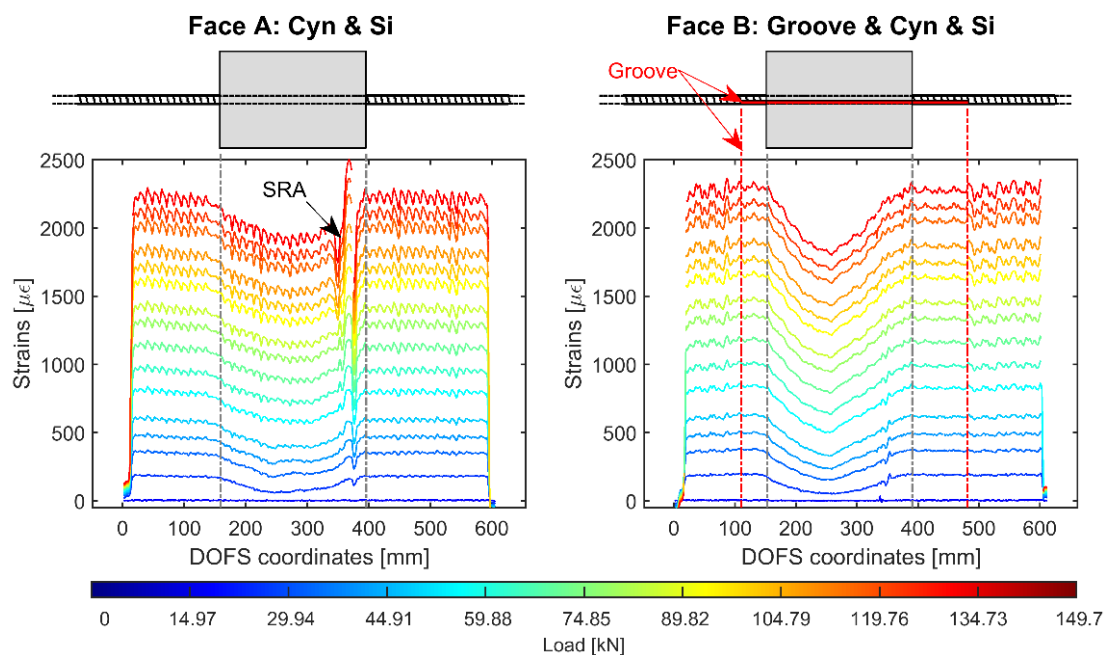 Face A: Cyn & Si
Face B: Groove & Cyn & Si
Groove
SRA
Strains [με]
2500
2000
1500
1000
500
0
0 100 200 300 400 500 600
DOFS coordinates [mm]
Strains [με]
2500
2000
1500
1000
500
0
0 100 200 300 400 500 600
DOFS coordinates [mm]
0 14.97 29.94 44.91 59.88 74.85 89.82 104.79 119.76 134.73 149.7
Load [kN]